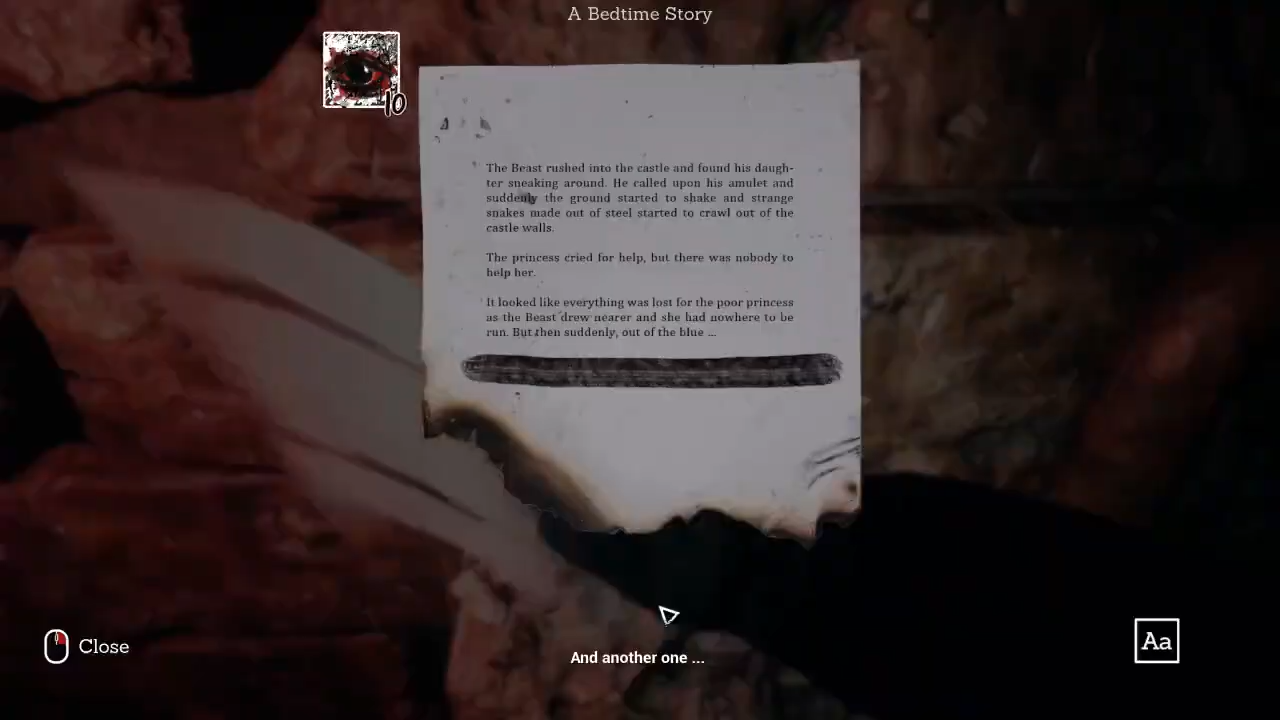 A Bedtime Story
10
The Beast rushed into the castle and found his daugh-
ter sneaking around. He called upon his amulet and
suddenly the ground started to shake and strange
snakes made out of steel started to crawl out of the
castle walls.
The princess cried for help, but there was nobody to
help her.
It looked like everything was lost for the poor princess
as the Beast drew nearer and she had nowhere to be
run. But then suddenly, out of the blue ...
Close
Aa
And another one ...